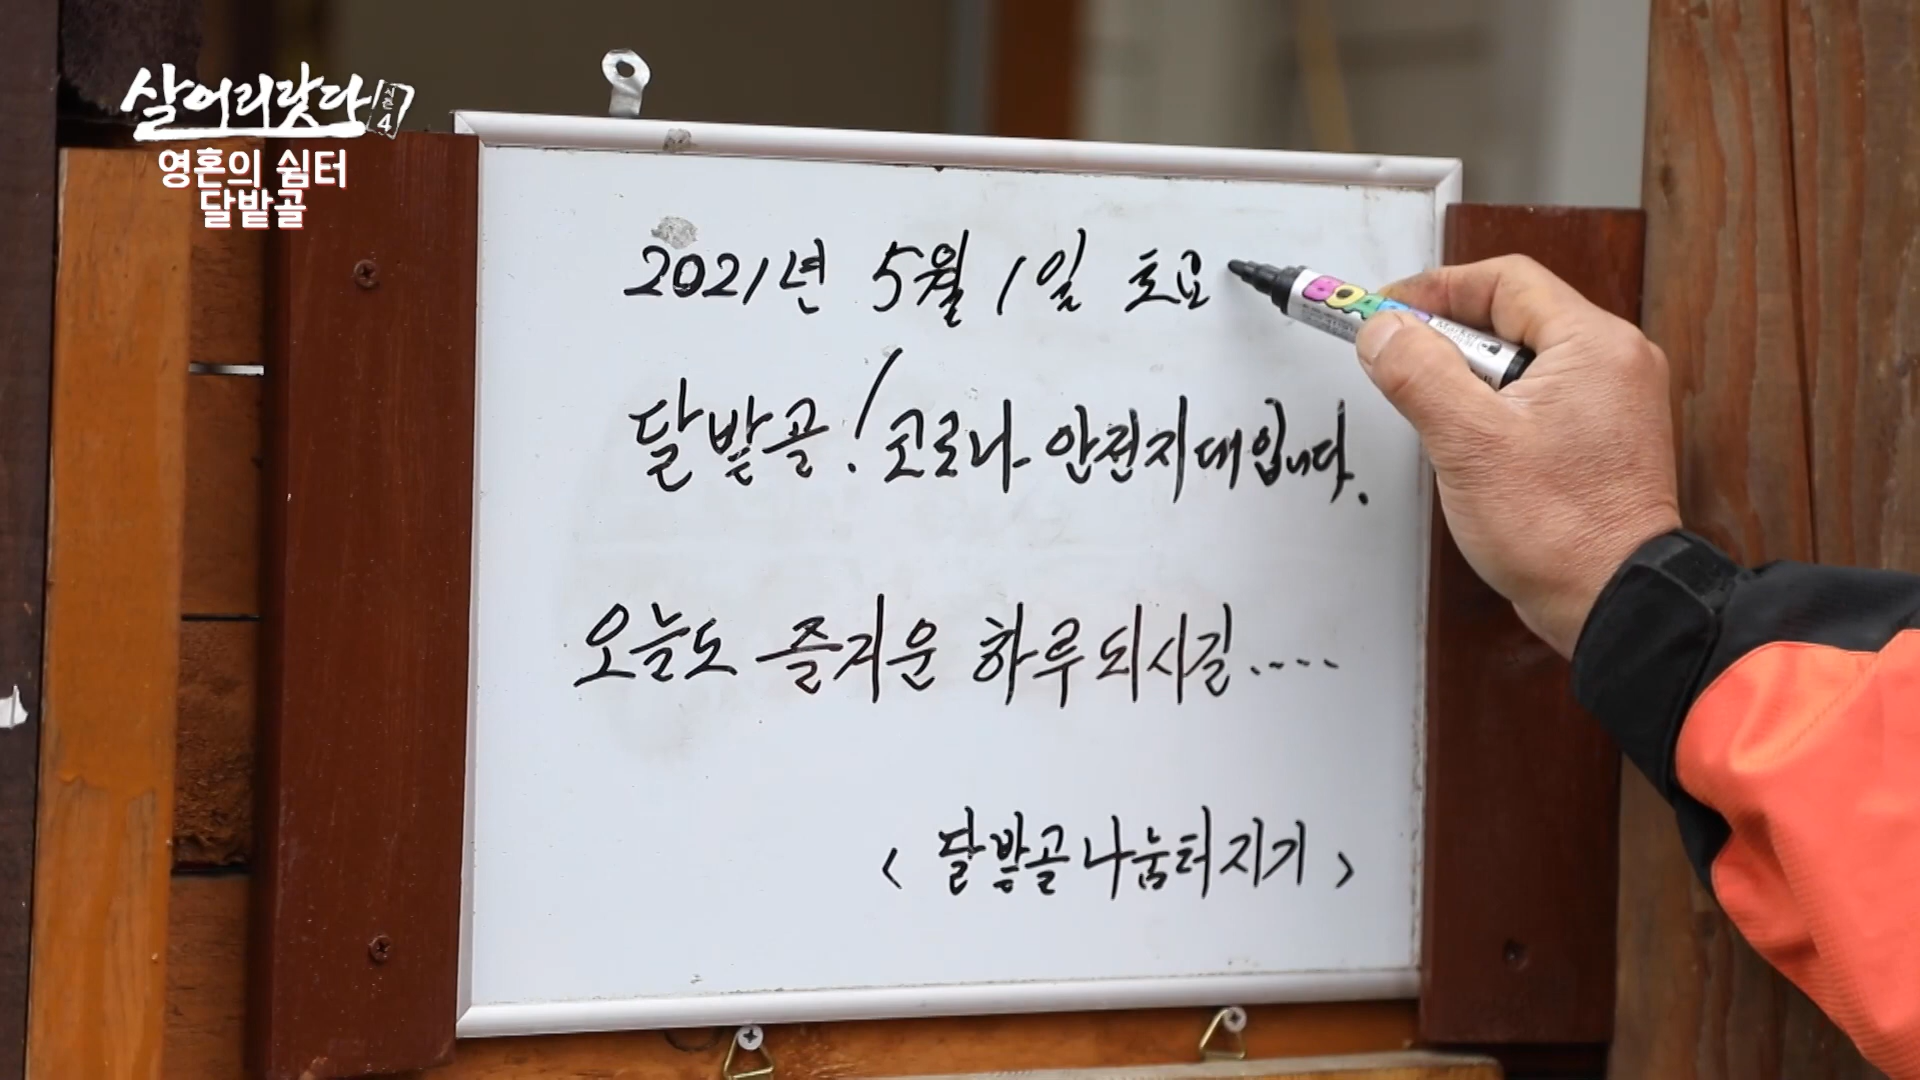 살어리랏다 시즌4
영혼의 쉼터
달밭골
2021년 5월 1일 토요
달밭골! 코로나 안전지대입니다.
오늘도 즐거운 하루 되시길....
< 달밭골 나눔터지기 >